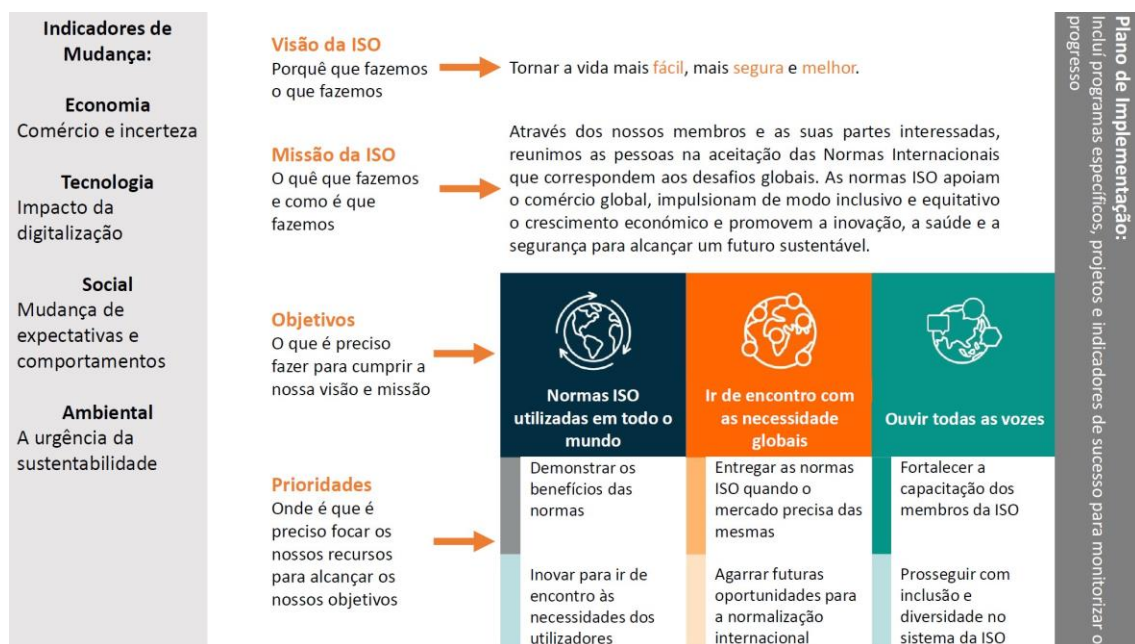 Indicadores de
Mudança:
Economia
Comércio e incerteza
Tecnologia
Impacto da
digitalização
Social
Mudança de
expectativas e
comportamentos
Ambiental
A urgência da
sustentabilidade
Visão da ISO
Porquê que fazemos
o que fazemos
Tornar a vida mais fácil, mais segura e melhor.
Missão da ISO
O quê que fazemos
e como é que
fazemos
Através dos nossos membros e as suas partes interessadas,
reunimos as pessoas na aceitação das Normas Internacionais
que correspondem aos desafios globais. As normas ISO apoiam
o comércio global, impulsionam de modo inclusivo e equitativo
o crescimento económico e promovem a inovação, a saúde e a
segurança para alcançar um futuro sustentável.
Objetivos
O que é preciso
fazer para cumprir a
nossa visão e missão
Normas ISO
utilizadas em todo o
mundo
Ir de encontro com
as necessidade
globais
Ouvir todas as vozes
Prioridades
Onde é que é
preciso focar os
nossos recursos
para alcançar os
nossos objetivos
Demonstrar os
benefícios das
normas
Entregar as normas
ISO quando o
mercado precisa das
mesmas
Fortalecer a
capacitação dos
membros da ISO
Inovar para ir de
encontro às
necessidades dos
utilizadores
Agarrar futuras
oportunidades para
a normalização
internacional
Prosseguir com
inclusão e
diversidade no
sistema da ISO
Plano de Implementação:
Incluí programas específicos, projetos e indicadores de sucesso para monitorizar o
progresso